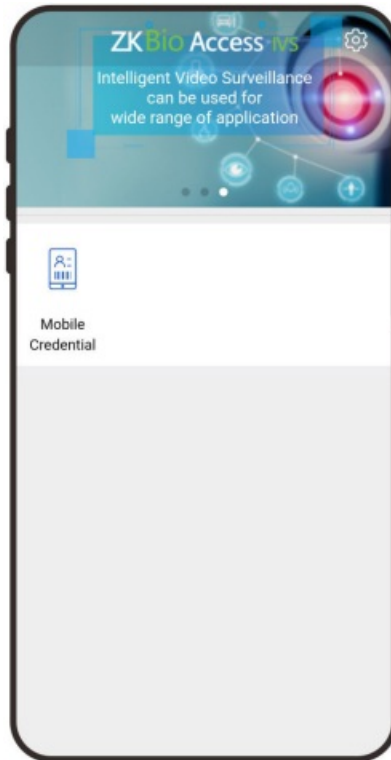 ZKBio Access IVS
Intelligent Video Surveillance
can be used for
wide range of application
Mobile
Credential